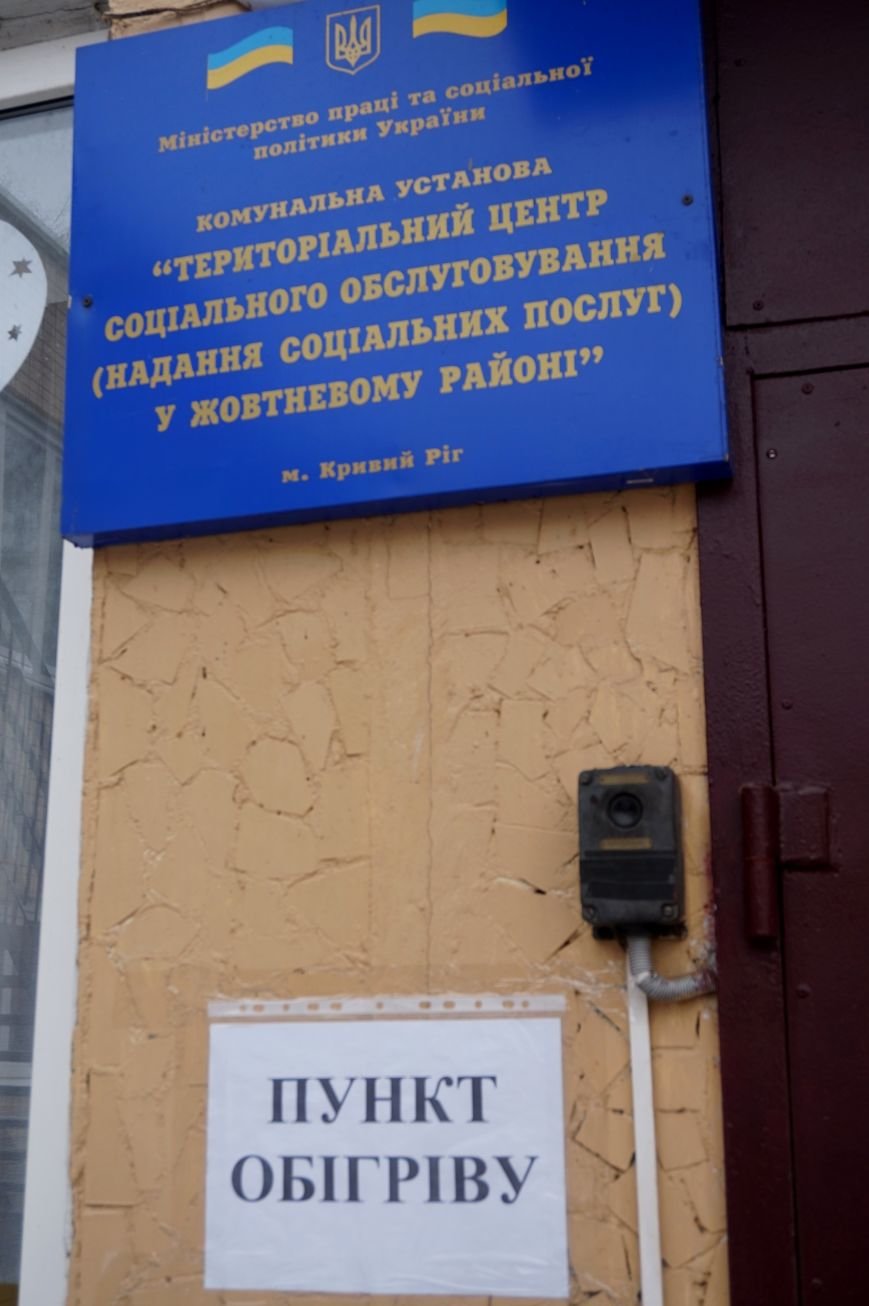 Міністерство праці та соціальної
політики України
КОМУНАЛЬНА УСТАНОВА
“ТЕРИТОРІАЛЬНИЙ ЦЕНТР
СОЦІАЛЬНОГО ОБСЛУГОВУВАННЯ
(НАДАННЯ СОЦІАЛЬНИХ ПОСЛУГ)
У ЖОВТНЕВОМУ РАЙОНІ”
м. Кривий Ріг
ПУНКТ
ОБІГРІВУ